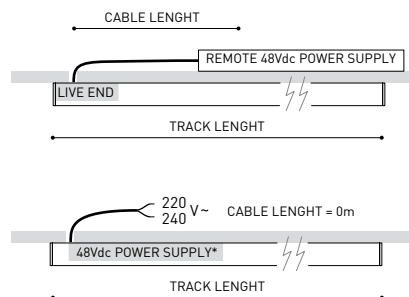 CABLE LENGHT
REMOTE 48Vdc POWER SUPPLY
LIVE END
TRACK LENGHT
220
240 V~ CABLE LENGHT = 0m
48Vdc POWER SUPPLY*
TRACK LENGHT